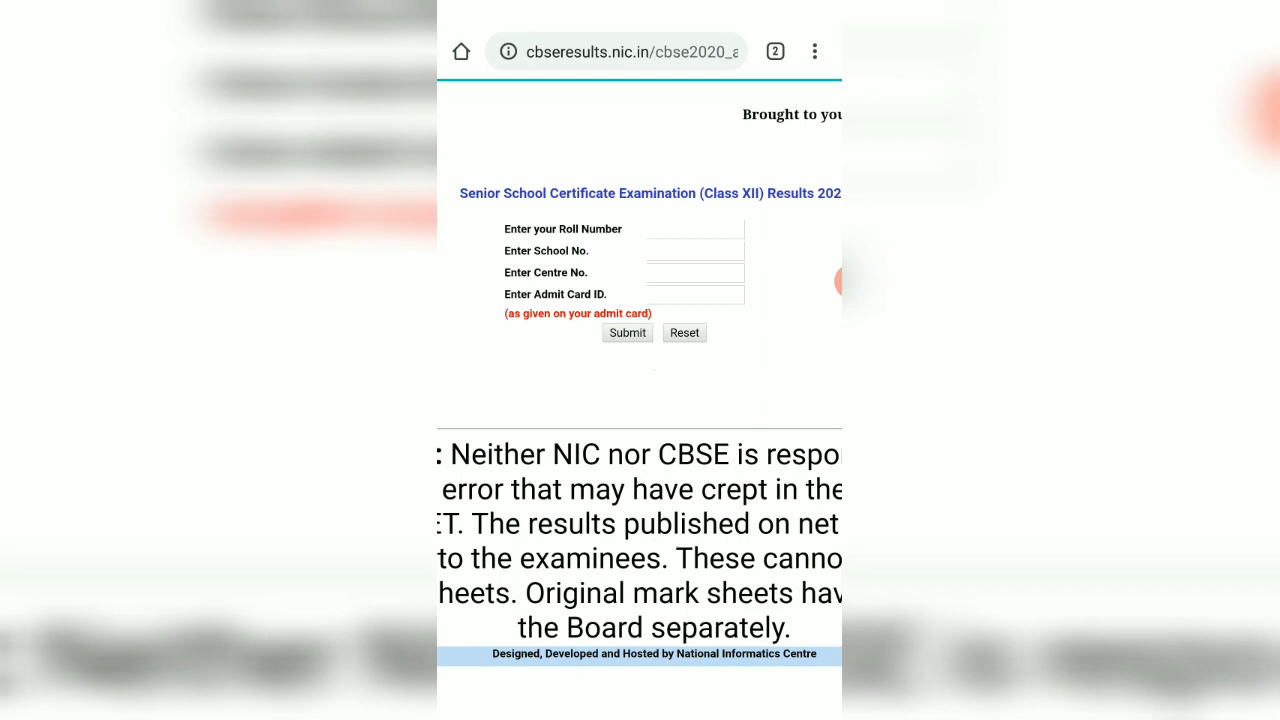 cbseresults.nic.in/cbse2020_a
2
Brought to you
Senior School Certificate Examination (Class XII) Results 202
Enter your Roll Number
Enter School No.
Enter Centre No.
Enter Admit Card ID.
(as given on your admit card)
Submit Reset
: Neither NIC nor CBSE is respo
error that may have crept in the
ET. The results published on net
to the examinees. These canno
heets. Original mark sheets hav
the Board separately.
Designed, Developed and Hosted by National Informatics Centre